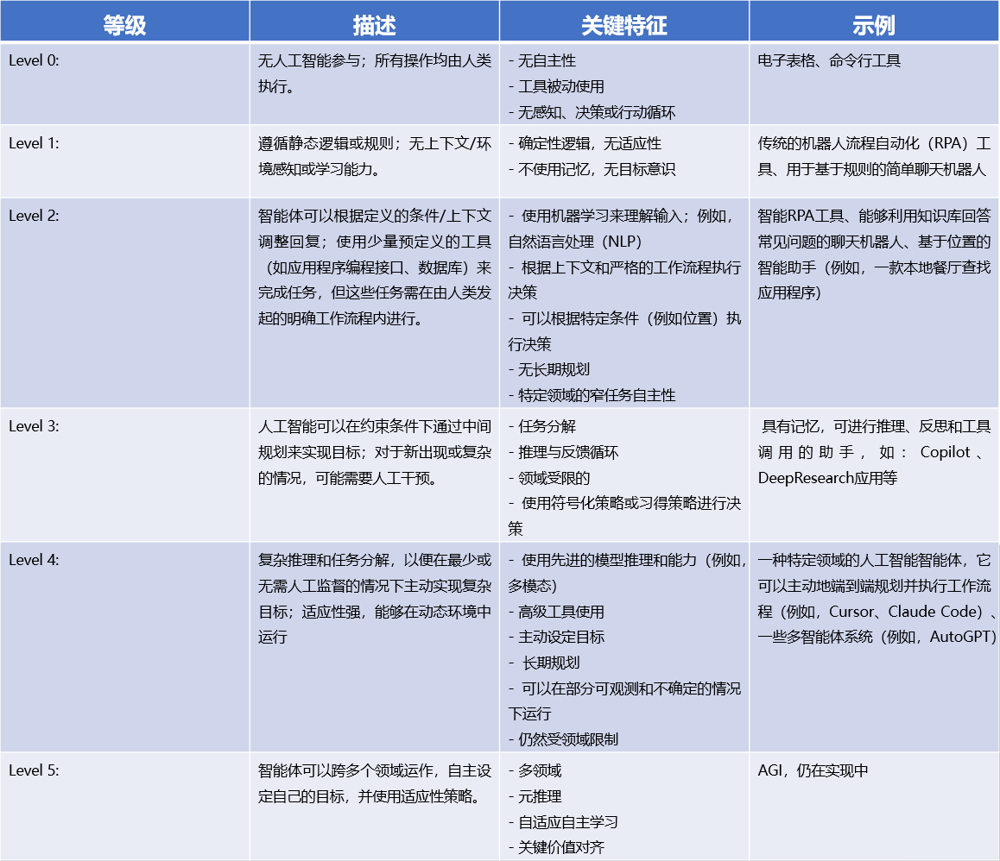 等级
描述
关键特征
示例
Level 0:
无人工智能参与；所有操作均由人类
执行。
- 无自主性
- 工具被动使用
- 无感知、决策或行动循环
电子表格、命令行工具
Level 1:
遵循静态逻辑或规则；无上下文/环
境感知或学习能力。
- 确定性逻辑，无适应性
- 不使用记忆，无目标意识
传统的机器人流程自动化（RPA）工
具、用于基于规则的简单聊天机器人
Level 2:
智能体可以根据定义的条件/上下文
调整回复；使用少量预定义的工具
（如应用程序编程接口、数据库）来
完成任务，但这些任务需在由人类发
起的明确工作流程内进行。
- 使用机器学习来理解输入；例如，
自然语言处理（NLP）
- 根据上下文和严格的工作流程执行
决策
- 可以根据特定条件（例如位置）执
行决策
- 无长期规划
- 特定领域的窄任务自主性
智能RPA工具、能够利用知识库回答
常见问题的聊天机器人、基于位置的
智能助手（例如，一款本地餐厅查找
应用程序）
Level 3:
人工智能可以在约束条件下通过中间
规划来实现目标；对于新出现或复杂
的情况，可能需要人工干预。
- 任务分解
- 推理与反馈循环
- 领域受限的
- 使用符号化策略或习得策略进行决
策
具有记忆，可进行推理、反思和工具
调用的助手，如：Copilot、
DeepResearch应用等
Level 4:
复杂推理和任务分解，以便在最少或
无需人工监督的情况下主动实现复杂
目标；适应性强，能够在动态环境中
运行
- 使用先进的模型推理和能力（例如，
多模态）
- 高级工具使用
- 主动设定目标
- 长期规划
- 可以在部分可观测和不确定的情况
下运行
- 仍然受领域限制
一种特定领域的人工智能智能体，它
可以主动地端到端规划并执行工作流
程（例如，Cursor、Claude Code）、
一些多智能体系统（例如，AutoGPT）
Level 5:
智能体可以跨多个领域运作，自主设
定自己的目标，并使用适应性策略。
- 多领域
- 元推理
- 自适应自主学习
- 关键价值对齐
AGI，仍在实现中